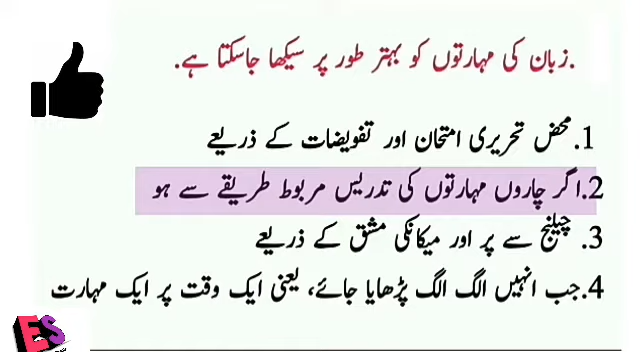 زبان کی مہارتوں کو بہتر طور پر سیکھا جاسکتا ہے.
1.محض تحریری امتحان اور تفویضات کے ذریعے
2.اگر چاروں مہارتوں کی تدریس مربوط طریقے سے ہو
3. چیلنج سے پر اور میکانکی مشق کے ذریعے
4.جب انہیں الگ الگ پڑھایا جائے، یعنی ایک وقت پر ایک مہارت
ES